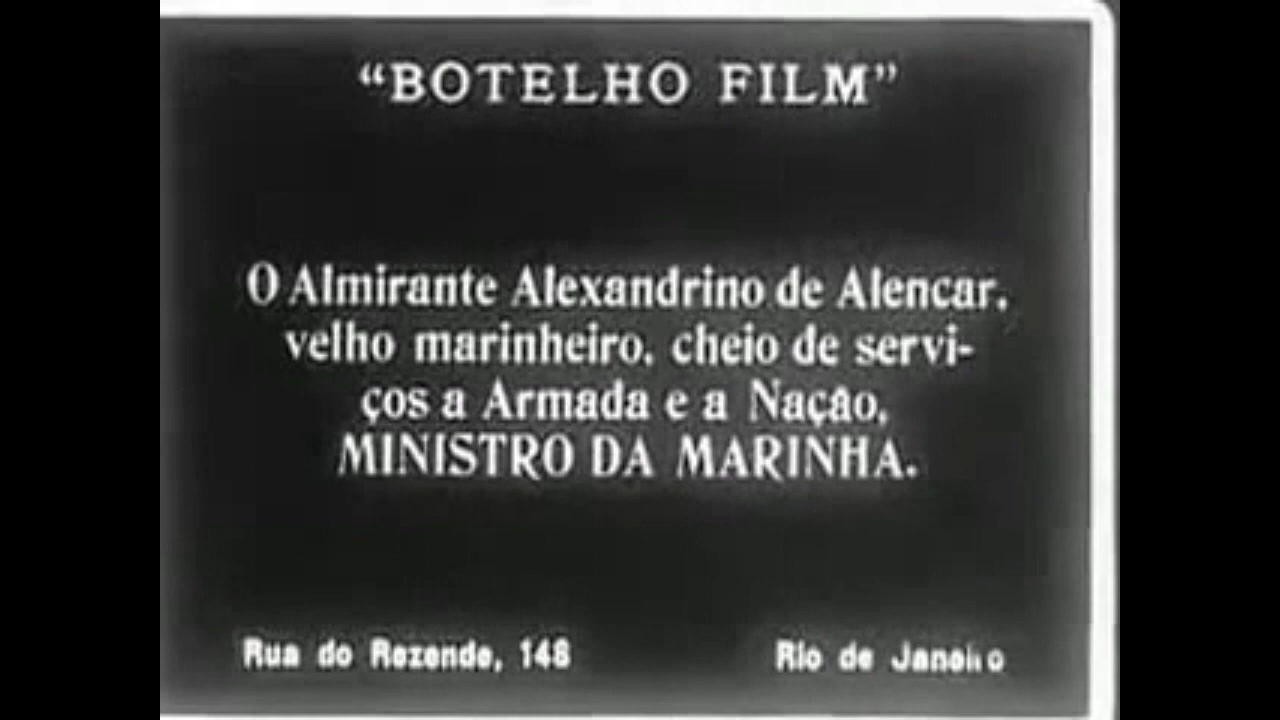 “BOTELHO FILM”
O Almirante Alexandrino de Alencar,
velho marinheiro, cheio de servi-
ços a Armada e a Nação,
MINISTRO DA MARINHA.
Rua do Rezende, 148
Rio de Janeiro